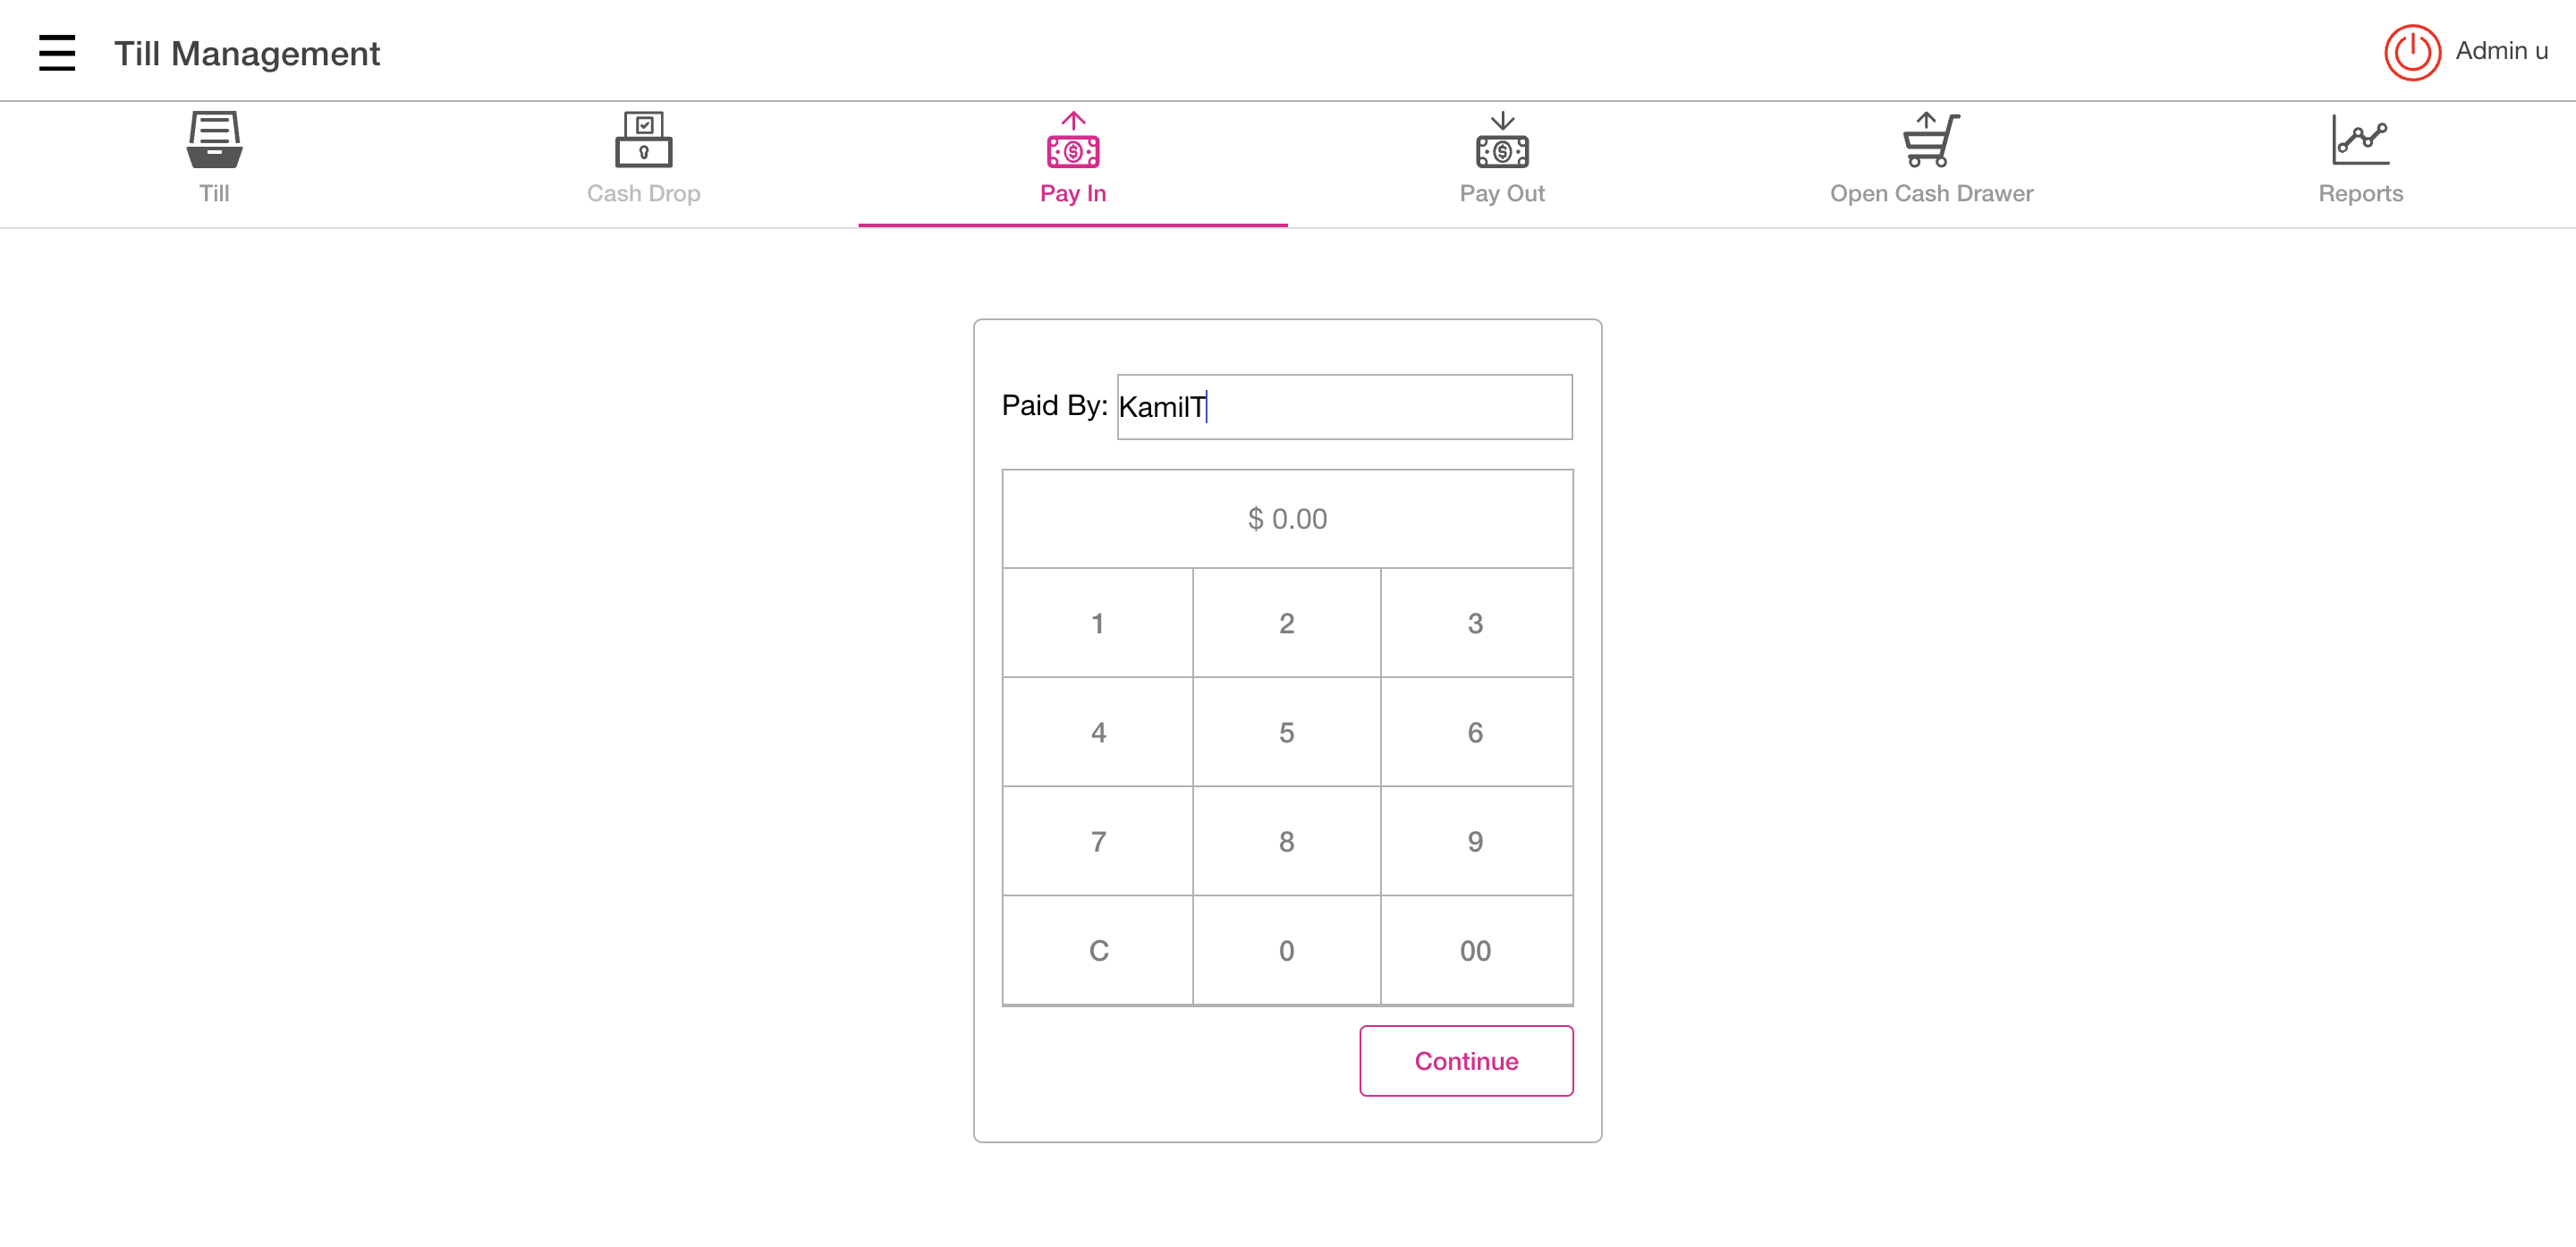 Till Management
Admin u
Till
Cash Drop
Pay In
Pay Out
Open Cash Drawer
Reports
Paid By: KamilT
$ 0.00
1 2 3
4 5 6
7 8 9
C 0 00
Continue